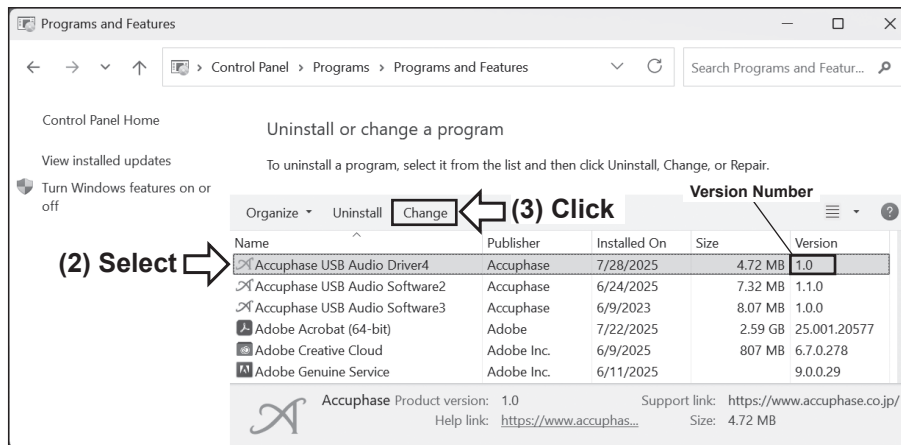 Programs and Features
Control Panel > Programs > Programs and Features
Search Programs and Featur...
Control Panel Home
View installed updates
Turn Windows features on or
off
Uninstall or change a program
To uninstall a program, select it from the list and then click Uninstall, Change, or Repair.
Version Number
Organize Uninstall Change (3) Click
Name Publisher Installed On Size Version
(2) Select
Accuphase USB Audio Driver4 Accuphase 7/28/2025 4.72 MB 1.0
Accuphase USB Audio Software2 Accuphase 6/24/2025 7.32 MB 1.1.0
Accuphase USB Audio Software3 Accuphase 6/9/2023 8.07 MB 1.0.0
Adobe Acrobat (64-bit) Adobe 7/22/2025 2.59 GB 25.001.20577
Adobe Creative Cloud Adobe Inc. 6/9/2025 807 MB 6.7.0.278
Adobe Genuine Service Adobe Inc. 6/11/2025 9.0.0.29
Accuphase Product version: 1.0 Support link: https://www.accuphase.co.jp/
Help link: https://www.accuphas... Size: 4.72 MB